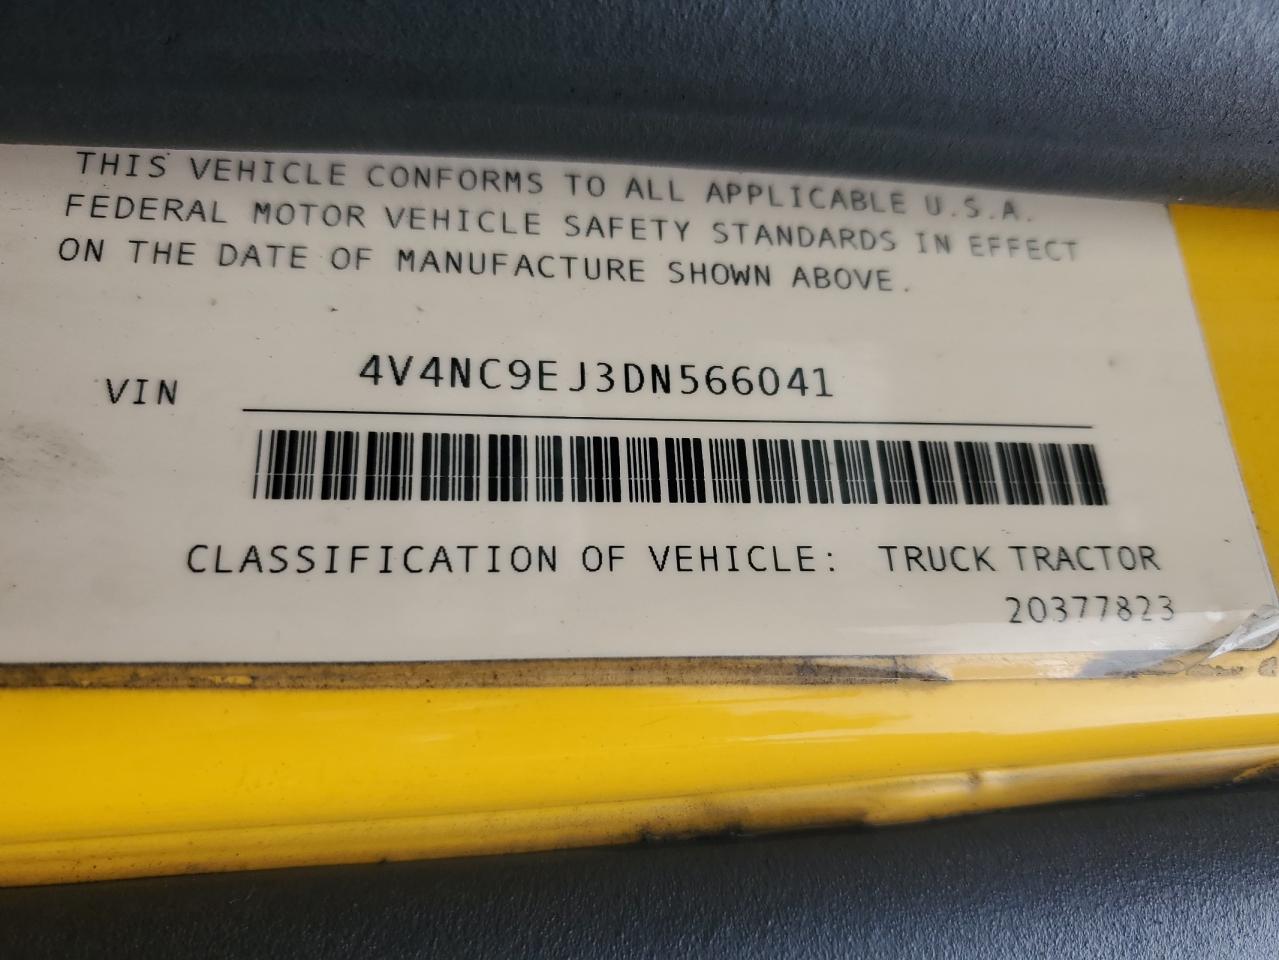 THIS VEHICLE CONFORMS TO ALL APPLICABLE U.S.A.
FEDERAL MOTOR VEHICLE SAFETY STANDARDS IN EFFECT
ON THE DATE OF MANUFACTURE SHOWN ABOVE.
VIN 4V4NC9EJ3DN566041
CLASSIFICATION OF VEHICLE: TRUCK TRACTOR
20377823